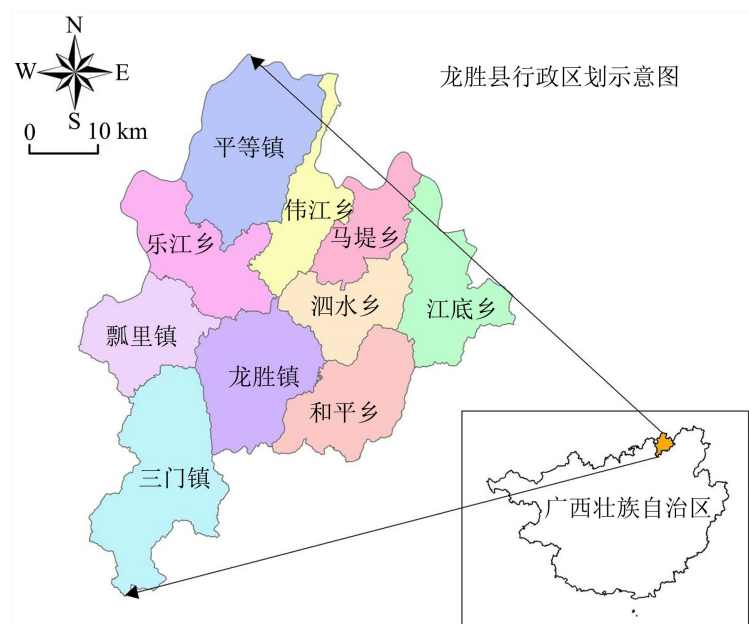 N
龙胜县行政区划示意图
W
E
S
0
10 km
平等镇
伟江乡
马堤乡
乐江乡
泗水乡
江底乡
瓢里镇
龙胜镇
和平乡
三门镇
广西壮族自治区